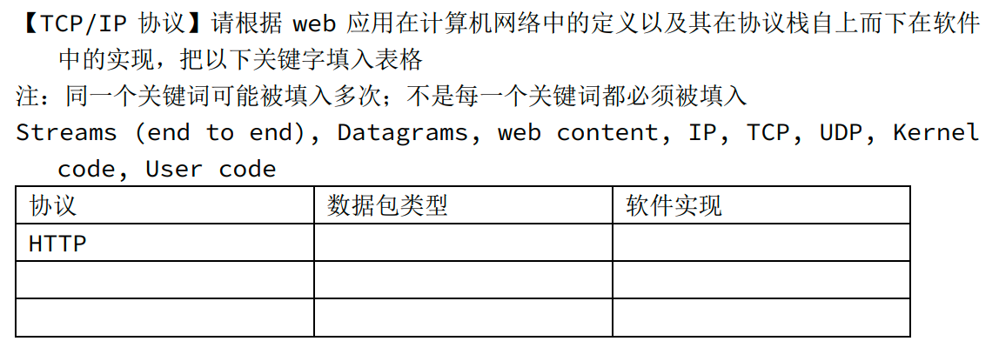 【TCP/IP 协议】请根据 web 应用在计算机网络中的定义以及其在协议栈自上而下在软件
中的实现，把以下关键字填入表格
注：同一个关键词可能被填入多次；不是每一个关键词都必须被填入
Streams (end to end), Datagrams, web content, IP, TCP, UDP, Kernel
code, User code
协议 数据包类型 软件实现
HTTP